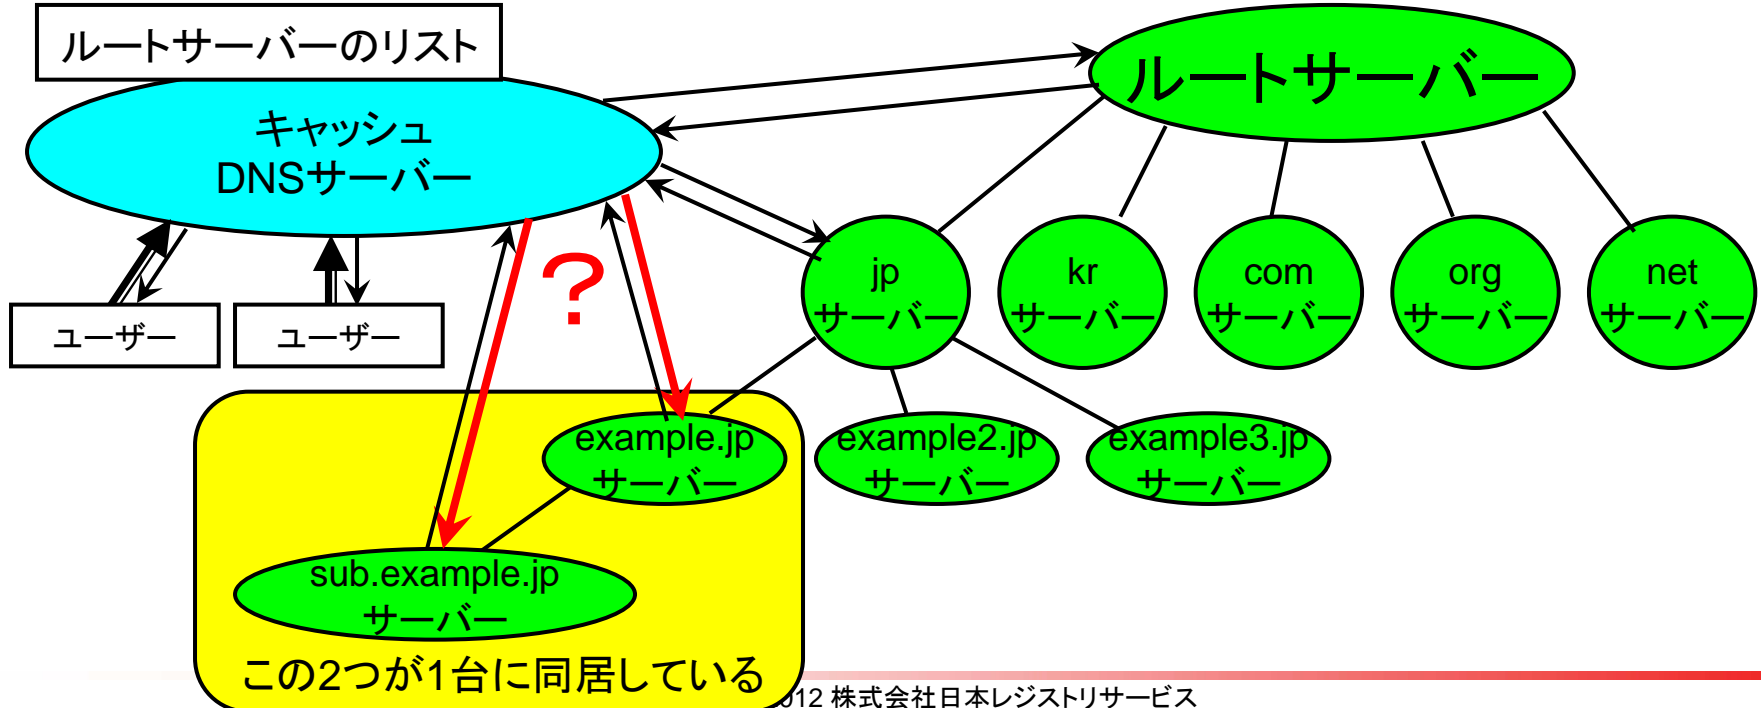 ルートサーバーのリスト
ルートサーバー
キャッシュ
DNSサーバー
?
jp
サーバー
kr
サーバー
com
サーバー
org
サーバー
net
サーバー
ユーザー
ユーザー
example.jp
サーバー
example2.jp
サーバー
example3.jp
サーバー
sub.example.jp
サーバー
この2つが1台に同居している
012 株式会社日本レジストリサービス